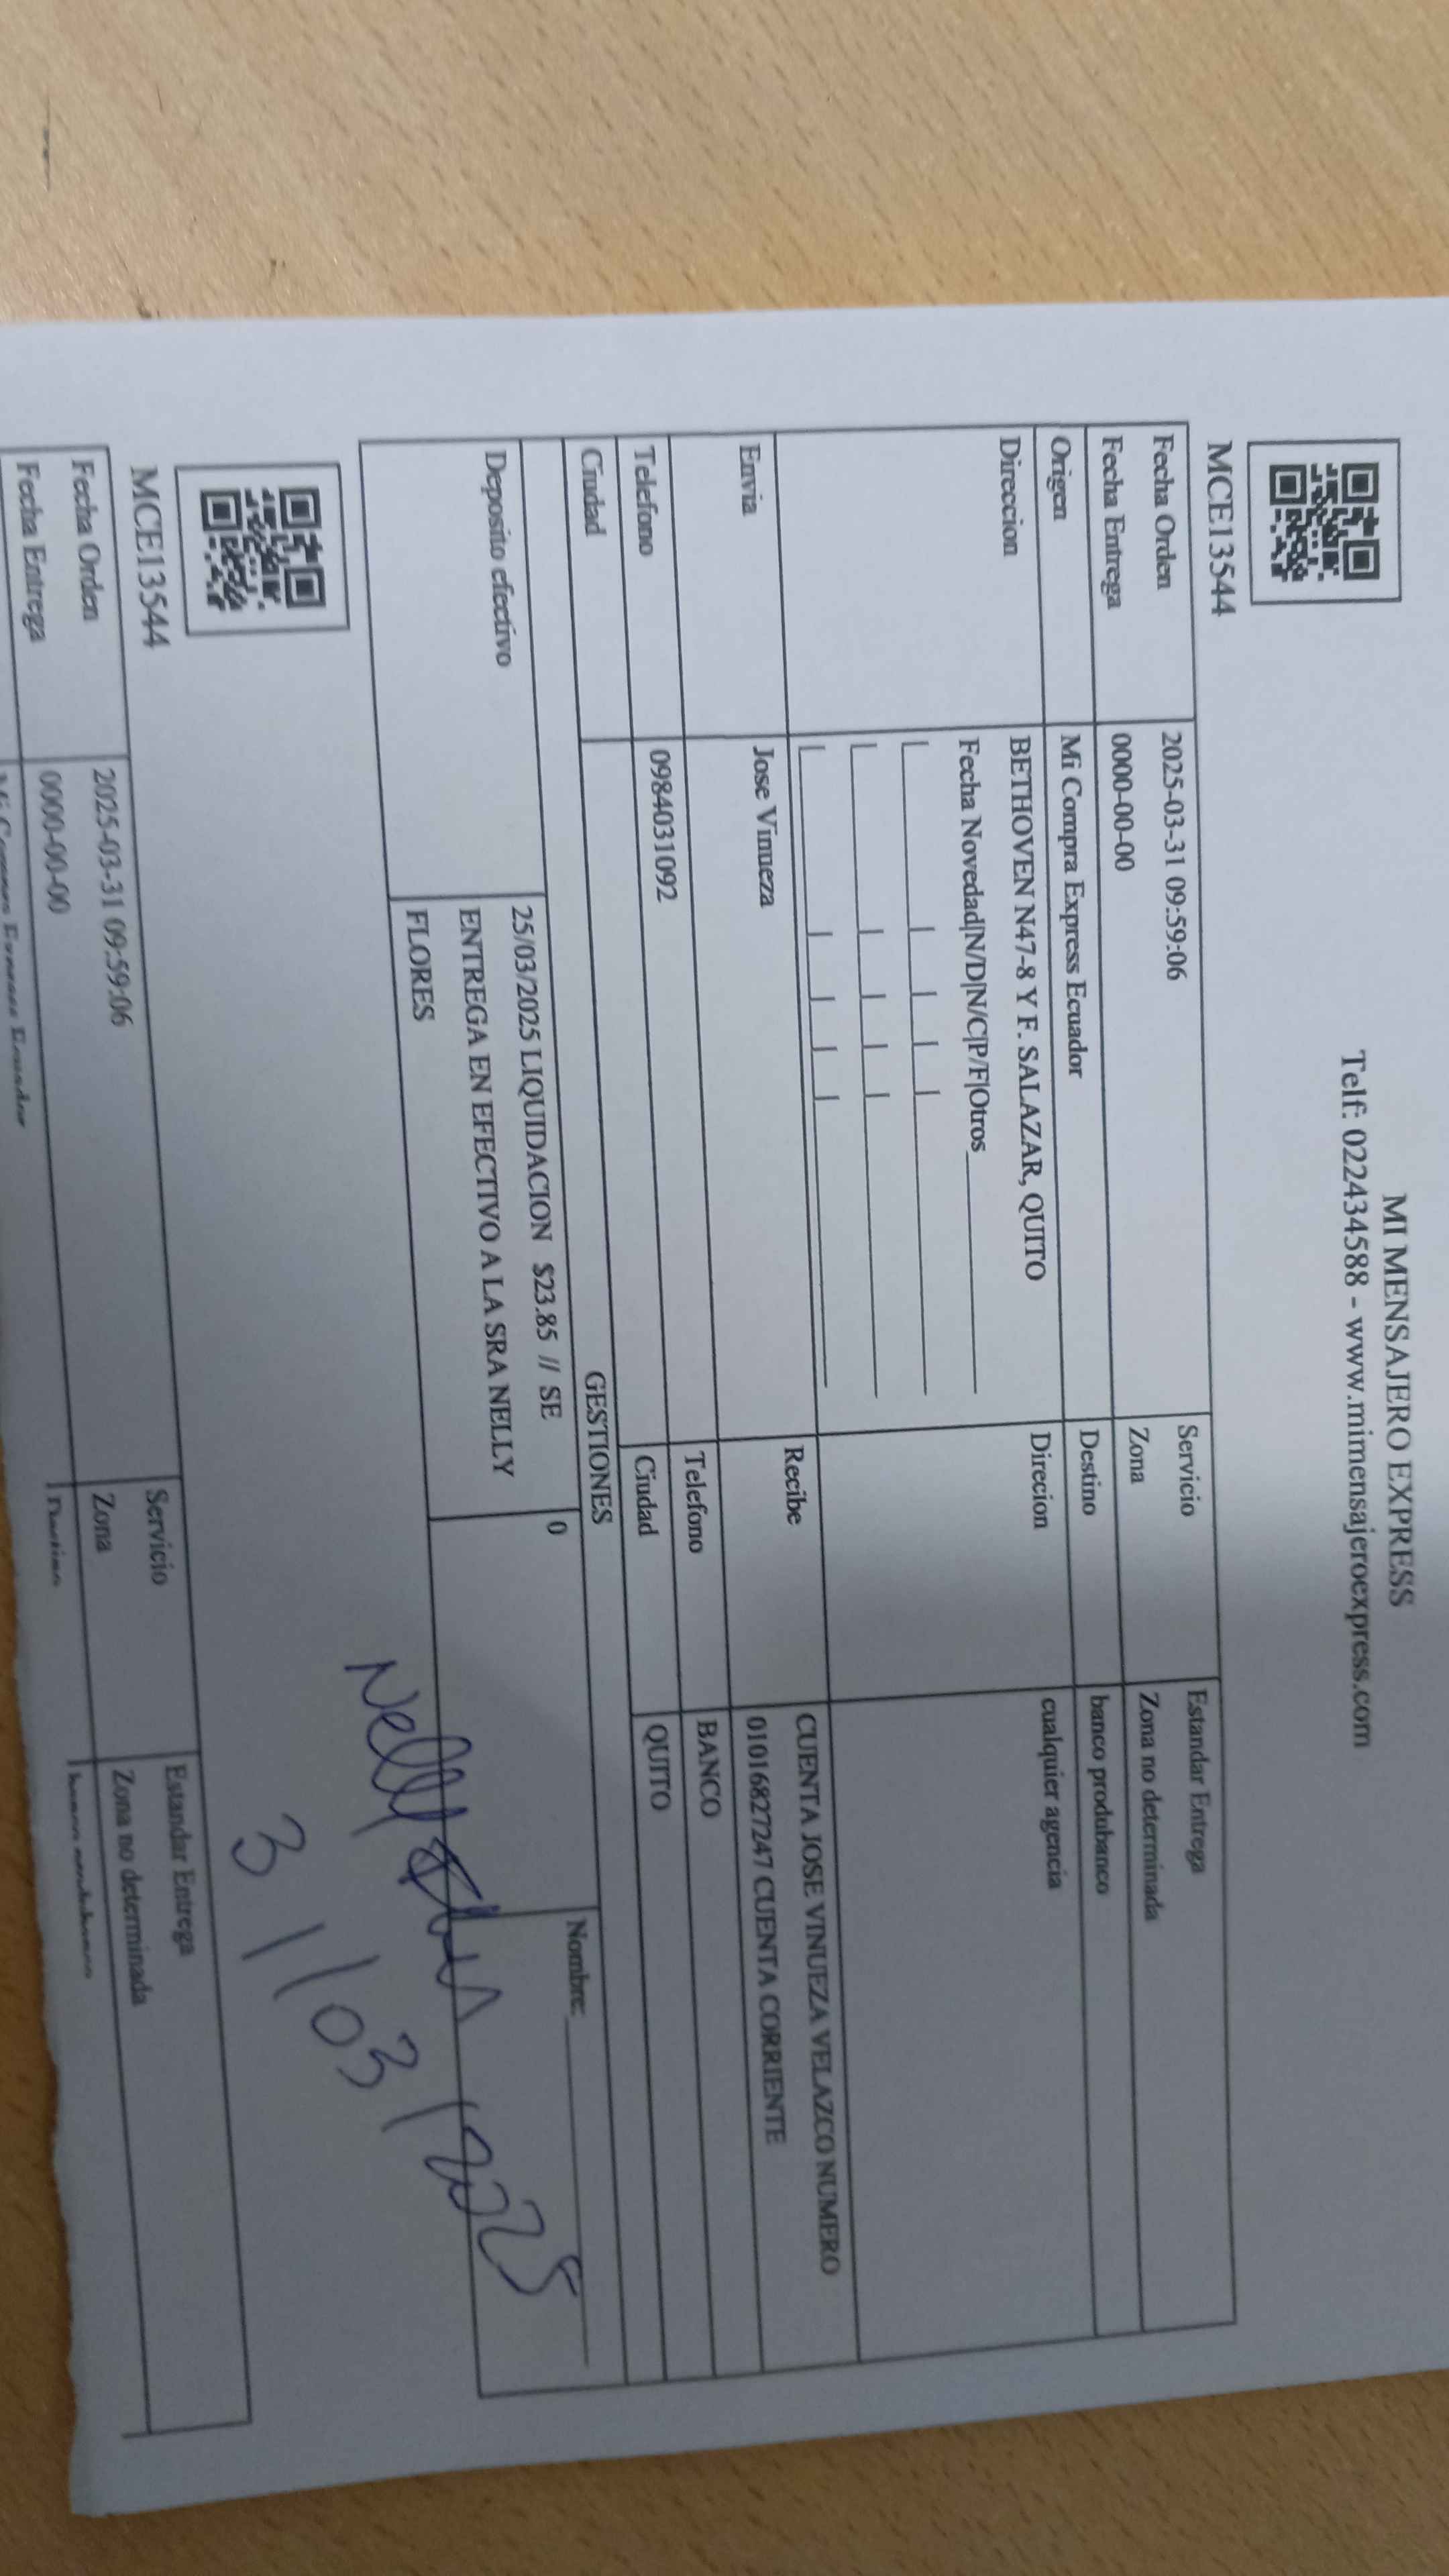 MI MENSAJERO EXPRESS
Telf: 022434588 - www.mimensajeroexpress.com
MCE13544
Fecha Orden 2025-03-31 09:59:06 Servicio Estandar Entrega
Fecha Entrega 0000-00-00 Zona Zona no determinada
Origen Mi Compra Express Ecuador Destino banco produbanco
Direccion BETHOVEN N47-8 Y F. SALAZAR, QUITO Direcion cualquier agencia
Fecha Novedad|N/D|N/C|P/F|Otros
Envia Jose Vinueza Recibe CUENTA JOSE VINUEZA VELAZCO NUMERO
01016827247 CUENTA CORRIENTE
Telefono 0984031092 Telefono BANCO
Ciudad Ciudad QUITO
GESTIONES
Deposito efectivo 25/03/2025 LIQUIDACION $23.85 // SE 0 Nombre:
ENTREGA EN EFECTIVO A LA SRA NELLY
FLORES
Nelly
31/03/2025
MCE13544
Fecha Orden 2025-03-31 09:59:06 Servicio Estandar Entrega
Fecha Entrega 0000-00-00 Zona Zona no determinada